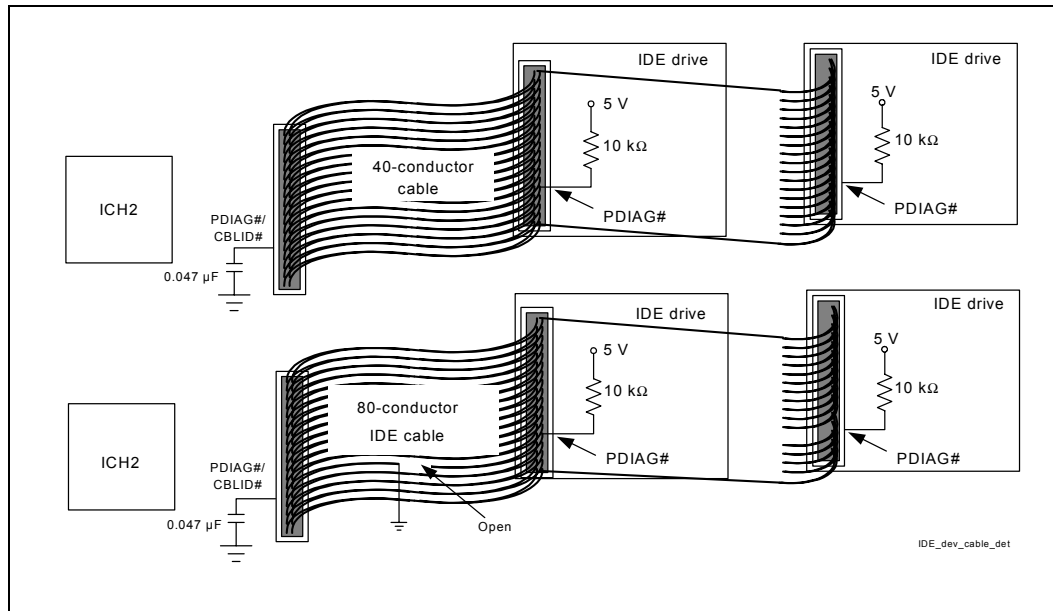 IDE drive
5 V
10 kΩ
PDIAG#
40-conductor
cable
ICH2
PDIAG#/
CBLID#
0.047 µF
IDE drive
5 V
10 kΩ
PDIAG#
IDE drive
5 V
10 kΩ
PDIAG#
80-conductor
IDE cable
Open
ICH2
PDIAG#/
CBLID#
0.047 µF
IDE drive
5 V
10 kΩ
PDIAG#
IDE_dev_cable_det